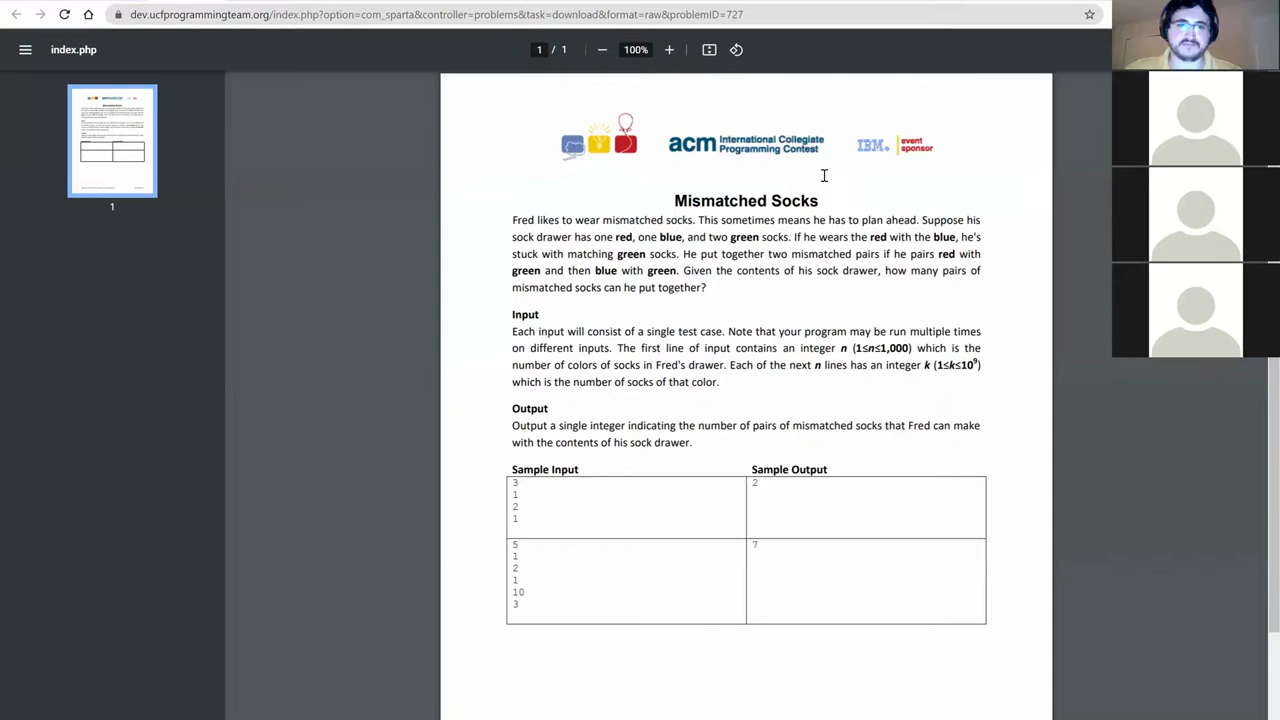 dev.ucfprogrammingteam.org/index.php?option=com_sparta&controller=problems&task=download&format=raw&problemID=727
index.php
1 / 1
100%
1
acm International Collegiate
Programming Contest
IBM
event
sponsor
Mismatched Socks
Fred likes to wear mismatched socks. This sometimes means he has to plan ahead. Suppose his
sock drawer has one red, one blue, and two green socks. If he wears the red with the blue, he's
stuck with matching green socks. He put together two mismatched pairs if he pairs red with
green and then blue with green. Given the contents of his sock drawer, how many pairs of
mismatched socks can he put together?
Input
Each input will consist of a single test case. Note that your program may be run multiple times
on different inputs. The first line of input contains an integer n (1≤n≤1,000) which is the
number of colors of socks in Fred's drawer. Each of the next n lines has an integer k (1≤k≤10⁹)
which is the number of socks of that color.
Output
Output a single integer indicating the number of pairs of mismatched socks that Fred can make
with the contents of his sock drawer.
Sample Input Sample Output
3 2
1
2
1
5 7
1
2
1
10
3